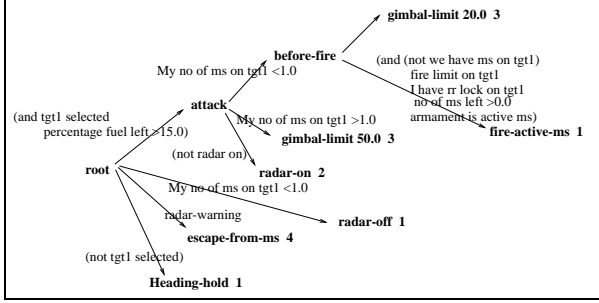 gimbal-limit 20.0 3
before-fire
(and (not we have ms on tgt1)
fire limit on tgt1
I have rr lock on tgt1
no of ms left >0.0
armament is active ms)
fire-active-ms 1
My no of ms on tgt1 <1.0
attack
My no of ms on tgt1 >1.0
gimbal-limit 50.0 3
(and tgt1 selected
percentage fuel left >15.0)
(not radar on)
radar-on 2
root
My no of ms on tgt1 <1.0
radar-off 1
radar-warning
escape-from-ms 4
(not tgt1 selected)
Heading-hold 1